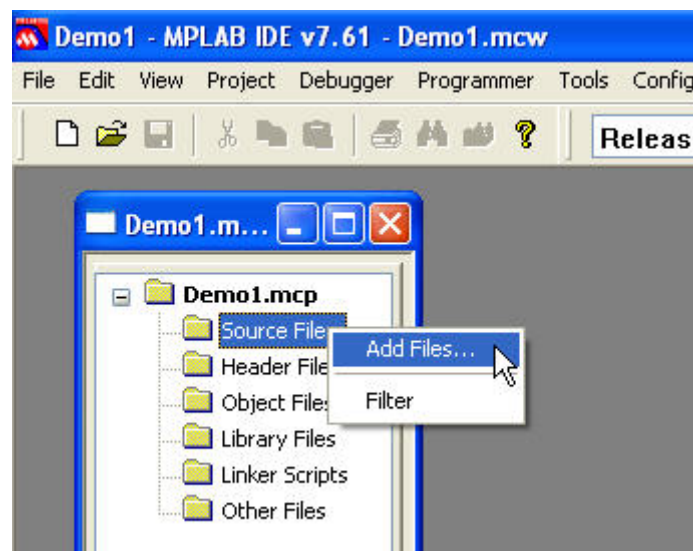 Demo1 - MPLAB IDE v7.61 - Demo1.mcw
File Edit View Project Debugger Programmer Tools Config
Releas
Demo1.m...
Demo1.mcp
Source File
Add Files...
Header File
Filter
Object Files
Library Files
Linker Scripts
Other Files